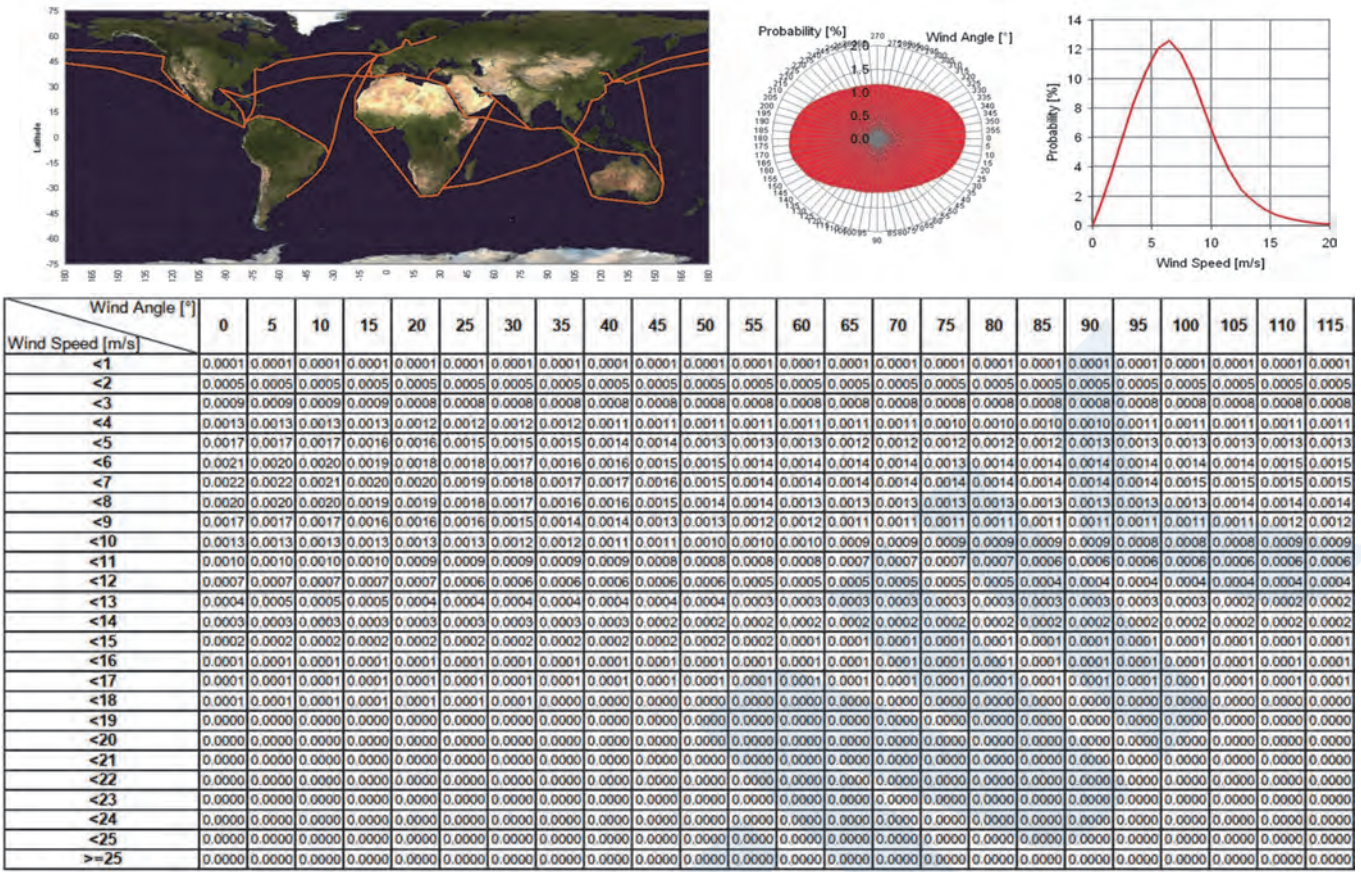 75
60
45
30
15
0
-15
-30
-45
-60
-75
Latitude
-75 -60 -45 -30 -15 0 15 30 45 60 75 90 105 120 135 150 165 180
Probability [%] Wind Angle [°]
270
2.0
1.5
1.0
0.5
0.0
90
14
12
10
8
6
4
2
0
Probability [%]
0 5 10 15 20
Wind Speed [m/s]
Wind Angle [°] 0 5 10 15 20 25 30 35 40 45 50 55 60 65 70 75 80 85 90 95 100 105 110 115
Wind Speed [m/s]
<1 0.0001 0.0001 0.0001 0.0001 0.0001 0.0001 0.0001 0.0001 0.0001 0.0001 0.0001 0.0001 0.0001 0.0001 0.0001 0.0001 0.0001 0.0001 0.0001 0.0001 0.0001 0.0001 0.0001 0.0001
<2 0.0005 0.0005 0.0005 0.0005 0.0005 0.0005 0.0005 0.0005 0.0005 0.0005 0.0005 0.0005 0.0005 0.0005 0.0005 0.0005 0.0005 0.0005 0.0005 0.0005 0.0005 0.0005 0.0005 0.0005
<3 0.0009 0.0009 0.0009 0.0009 0.0008 0.0008 0.0008 0.0008 0.0008 0.0008 0.0008 0.0008 0.0008 0.0008 0.0008 0.0008 0.0008 0.0008 0.0008 0.0008 0.0008 0.0008 0.0008 0.0008
<4 0.0013 0.0013 0.0013 0.0013 0.0012 0.0012 0.0012 0.0012 0.0011 0.0011 0.0011 0.0011 0.0011 0.0011 0.0011 0.0010 0.0010 0.0010 0.0010 0.0011 0.0011 0.0011 0.0011 0.0011
<5 0.0017 0.0017 0.0017 0.0016 0.0016 0.0015 0.0015 0.0015 0.0014 0.0014 0.0013 0.0013 0.0013 0.0012 0.0012 0.0012 0.0012 0.0012 0.0013 0.0013 0.0013 0.0013 0.0013 0.0013
<6 0.0021 0.0020 0.0020 0.0019 0.0018 0.0018 0.0017 0.0016 0.0016 0.0015 0.0015 0.0014 0.0014 0.0014 0.0014 0.0013 0.0014 0.0014 0.0014 0.0014 0.0014 0.0014 0.0015 0.0015
<7 0.0022 0.0022 0.0021 0.0020 0.0020 0.0019 0.0018 0.0017 0.0017 0.0016 0.0015 0.0014 0.0014 0.0014 0.0014 0.0014 0.0014 0.0014 0.0014 0.0014 0.0015 0.0015 0.0015 0.0015
<8 0.0020 0.0020 0.0020 0.0019 0.0019 0.0018 0.0017 0.0016 0.0016 0.0015 0.0014 0.0014 0.0013 0.0013 0.0013 0.0013 0.0013 0.0013 0.0013 0.0013 0.0013 0.0014 0.0014 0.0014
<9 0.0017 0.0017 0.0017 0.0016 0.0016 0.0016 0.0015 0.0014 0.0014 0.0013 0.0013 0.0012 0.0012 0.0011 0.0011 0.0011 0.0011 0.0011 0.0011 0.0011 0.0011 0.0011 0.0012 0.0012
<10 0.0013 0.0013 0.0013 0.0013 0.0013 0.0013 0.0012 0.0012 0.0011 0.0011 0.0010 0.0010 0.0010 0.0009 0.0009 0.0009 0.0009 0.0009 0.0009 0.0008 0.0008 0.0008 0.0009 0.0009
<11 0.0010 0.0010 0.0010 0.0010 0.0009 0.0009 0.0009 0.0009 0.0009 0.0009 0.0008 0.0008 0.0008 0.0007 0.0007 0.0007 0.0007 0.0006 0.0006 0.0006 0.0006 0.0006 0.0006 0.0006
<12 0.0007 0.0007 0.0007 0.0007 0.0007 0.0006 0.0006 0.0006 0.0006 0.0006 0.0006 0.0005 0.0005 0.0005 0.0005 0.0005 0.0005 0.0004 0.0004 0.0004 0.0004 0.0004 0.0004 0.0004
<13 0.0004 0.0005 0.0005 0.0005 0.0004 0.0004 0.0004 0.0004 0.0004 0.0004 0.0004 0.0003 0.0003 0.0003 0.0003 0.0003 0.0003 0.0003 0.0003 0.0003 0.0003 0.0002 0.0002 0.0002
<14 0.0003 0.0003 0.0003 0.0003 0.0003 0.0003 0.0003 0.0003 0.0003 0.0002 0.0002 0.0002 0.0002 0.0002 0.0002 0.0002 0.0002 0.0002 0.0002 0.0002 0.0002 0.0002 0.0002 0.0002
<15 0.0002 0.0002 0.0002 0.0002 0.0002 0.0002 0.0002 0.0002 0.0002 0.0002 0.0002 0.0002 0.0001 0.0001 0.0001 0.0001 0.0001 0.0001 0.0001 0.0001 0.0001 0.0001 0.0001 0.0001
<16 0.0001 0.0001 0.0001 0.0001 0.0001 0.0001 0.0001 0.0001 0.0001 0.0001 0.0001 0.0001 0.0001 0.0001 0.0001 0.0001 0.0001 0.0001 0.0001 0.0001 0.0001 0.0001 0.0001 0.0001
<17 0.0001 0.0001 0.0001 0.0001 0.0001 0.0001 0.0001 0.0001 0.0001 0.0001 0.0001 0.0001 0.0001 0.0001 0.0001 0.0001 0.0001 0.0001 0.0001 0.0001 0.0001 0.0001 0.0001 0.0001
<18 0.0001 0.0001 0.0001 0.0001 0.0001 0.0001 0.0001 0.0000 0.0000 0.0000 0.0000 0.0000 0.0000 0.0000 0.0000 0.0000 0.0000 0.0000 0.0000 0.0000 0.0000 0.0000 0.0000 0.0000
<19 0.0000 0.0000 0.0000 0.0000 0.0000 0.0000 0.0000 0.0000 0.0000 0.0000 0.0000 0.0000 0.0000 0.0000 0.0000 0.0000 0.0000 0.0000 0.0000 0.0000 0.0000 0.0000 0.0000 0.0000
<20 0.0000 0.0000 0.0000 0.0000 0.0000 0.0000 0.0000 0.0000 0.0000 0.0000 0.0000 0.0000 0.0000 0.0000 0.0000 0.0000 0.0000 0.0000 0.0000 0.0000 0.0000 0.0000 0.0000 0.0000
<21 0.0000 0.0000 0.0000 0.0000 0.0000 0.0000 0.0000 0.0000 0.0000 0.0000 0.0000 0.0000 0.0000 0.0000 0.0000 0.0000 0.0000 0.0000 0.0000 0.0000 0.0000 0.0000 0.0000 0.0000
<22 0.0000 0.0000 0.0000 0.0000 0.0000 0.0000 0.0000 0.0000 0.0000 0.0000 0.0000 0.0000 0.0000 0.0000 0.0000 0.0000 0.0000 0.0000 0.0000 0.0000 0.0000 0.0000 0.0000 0.0000
<23 0.0000 0.0000 0.0000 0.0000 0.0000 0.0000 0.0000 0.0000 0.0000 0.0000 0.0000 0.0000 0.0000 0.0000 0.0000 0.0000 0.0000 0.0000 0.0000 0.0000 0.0000 0.0000 0.0000 0.0000
<24 0.0000 0.0000 0.0000 0.0000 0.0000 0.0000 0.0000 0.0000 0.0000 0.0000 0.0000 0.0000 0.0000 0.0000 0.0000 0.0000 0.0000 0.0000 0.0000 0.0000 0.0000 0.0000 0.0000 0.0000
<25 0.0000 0.0000 0.0000 0.0000 0.0000 0.0000 0.0000 0.0000 0.0000 0.0000 0.0000 0.0000 0.0000 0.0000 0.0000 0.0000 0.0000 0.0000 0.0000 0.0000 0.0000 0.0000 0.0000 0.0000
>=25 0.0000 0.0000 0.0000 0.0000 0.0000 0.0000 0.0000 0.0000 0.0000 0.0000 0.0000 0.0000 0.0000 0.0000 0.0000 0.0000 0.0000 0.0000 0.0000 0.0000 0.0000 0.0000 0.0000 0.0000